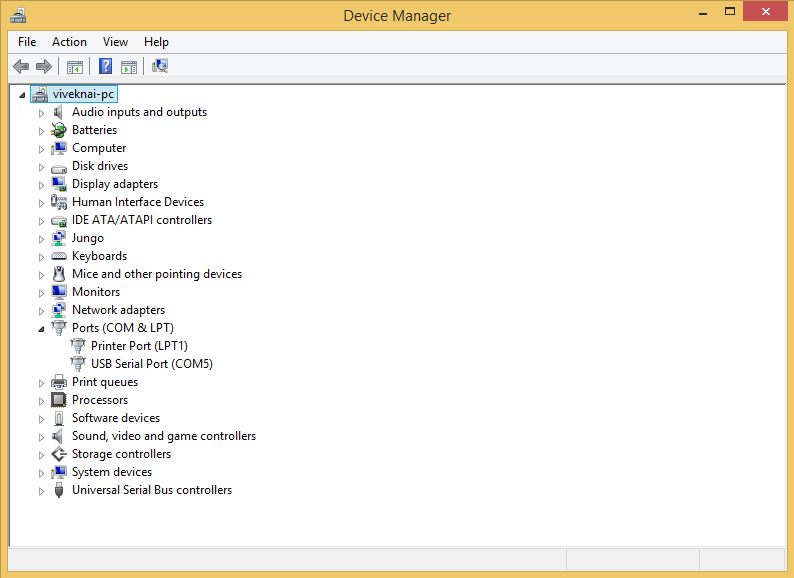 Device Manager
File Action View Help
?
viveknai-pc
Audio inputs and outputs
Batteries
Computer
Disk drives
Display adapters
Human Interface Devices
IDE ATA/ATAPI controllers
Jungo
Keyboards
Mice and other pointing devices
Monitors
Network adapters
Ports (COM & LPT)
Printer Port (LPT1)
USB Serial Port (COM5)
Print queues
Processors
Software devices
Sound, video and game controllers
Storage controllers
System devices
Universal Serial Bus controllers